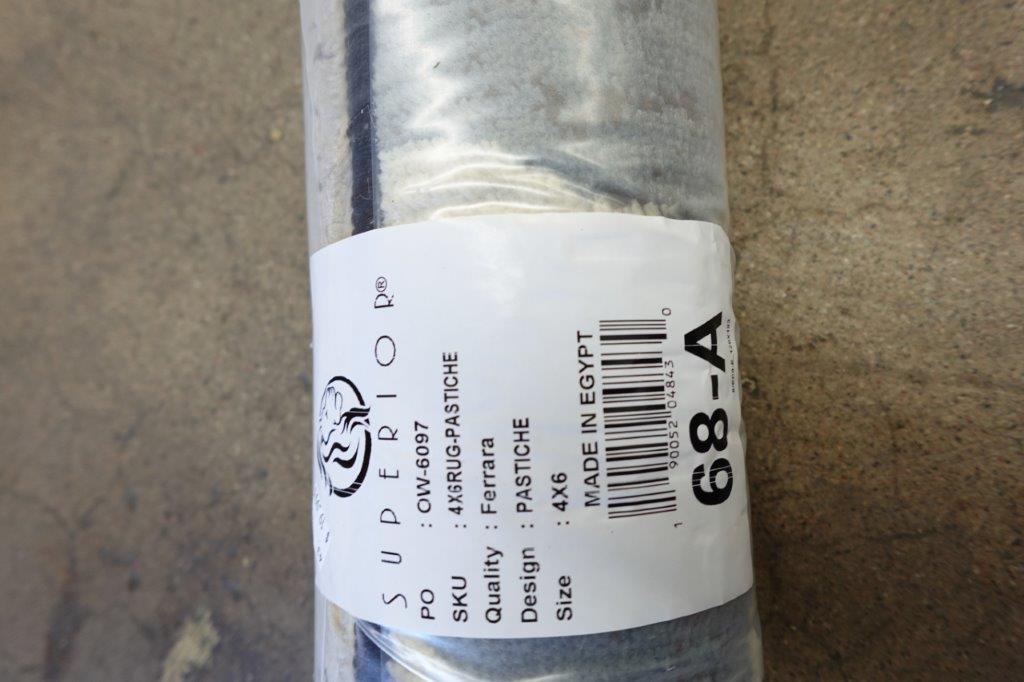 SUPERIOR®
PO : OW-6097
SKU : 4X6RUG-PASTICHE
Quality : Ferrara
Design : PASTICHE
Size : 4X6
MADE IN EGYPT
1 90052 04843 0
68-A